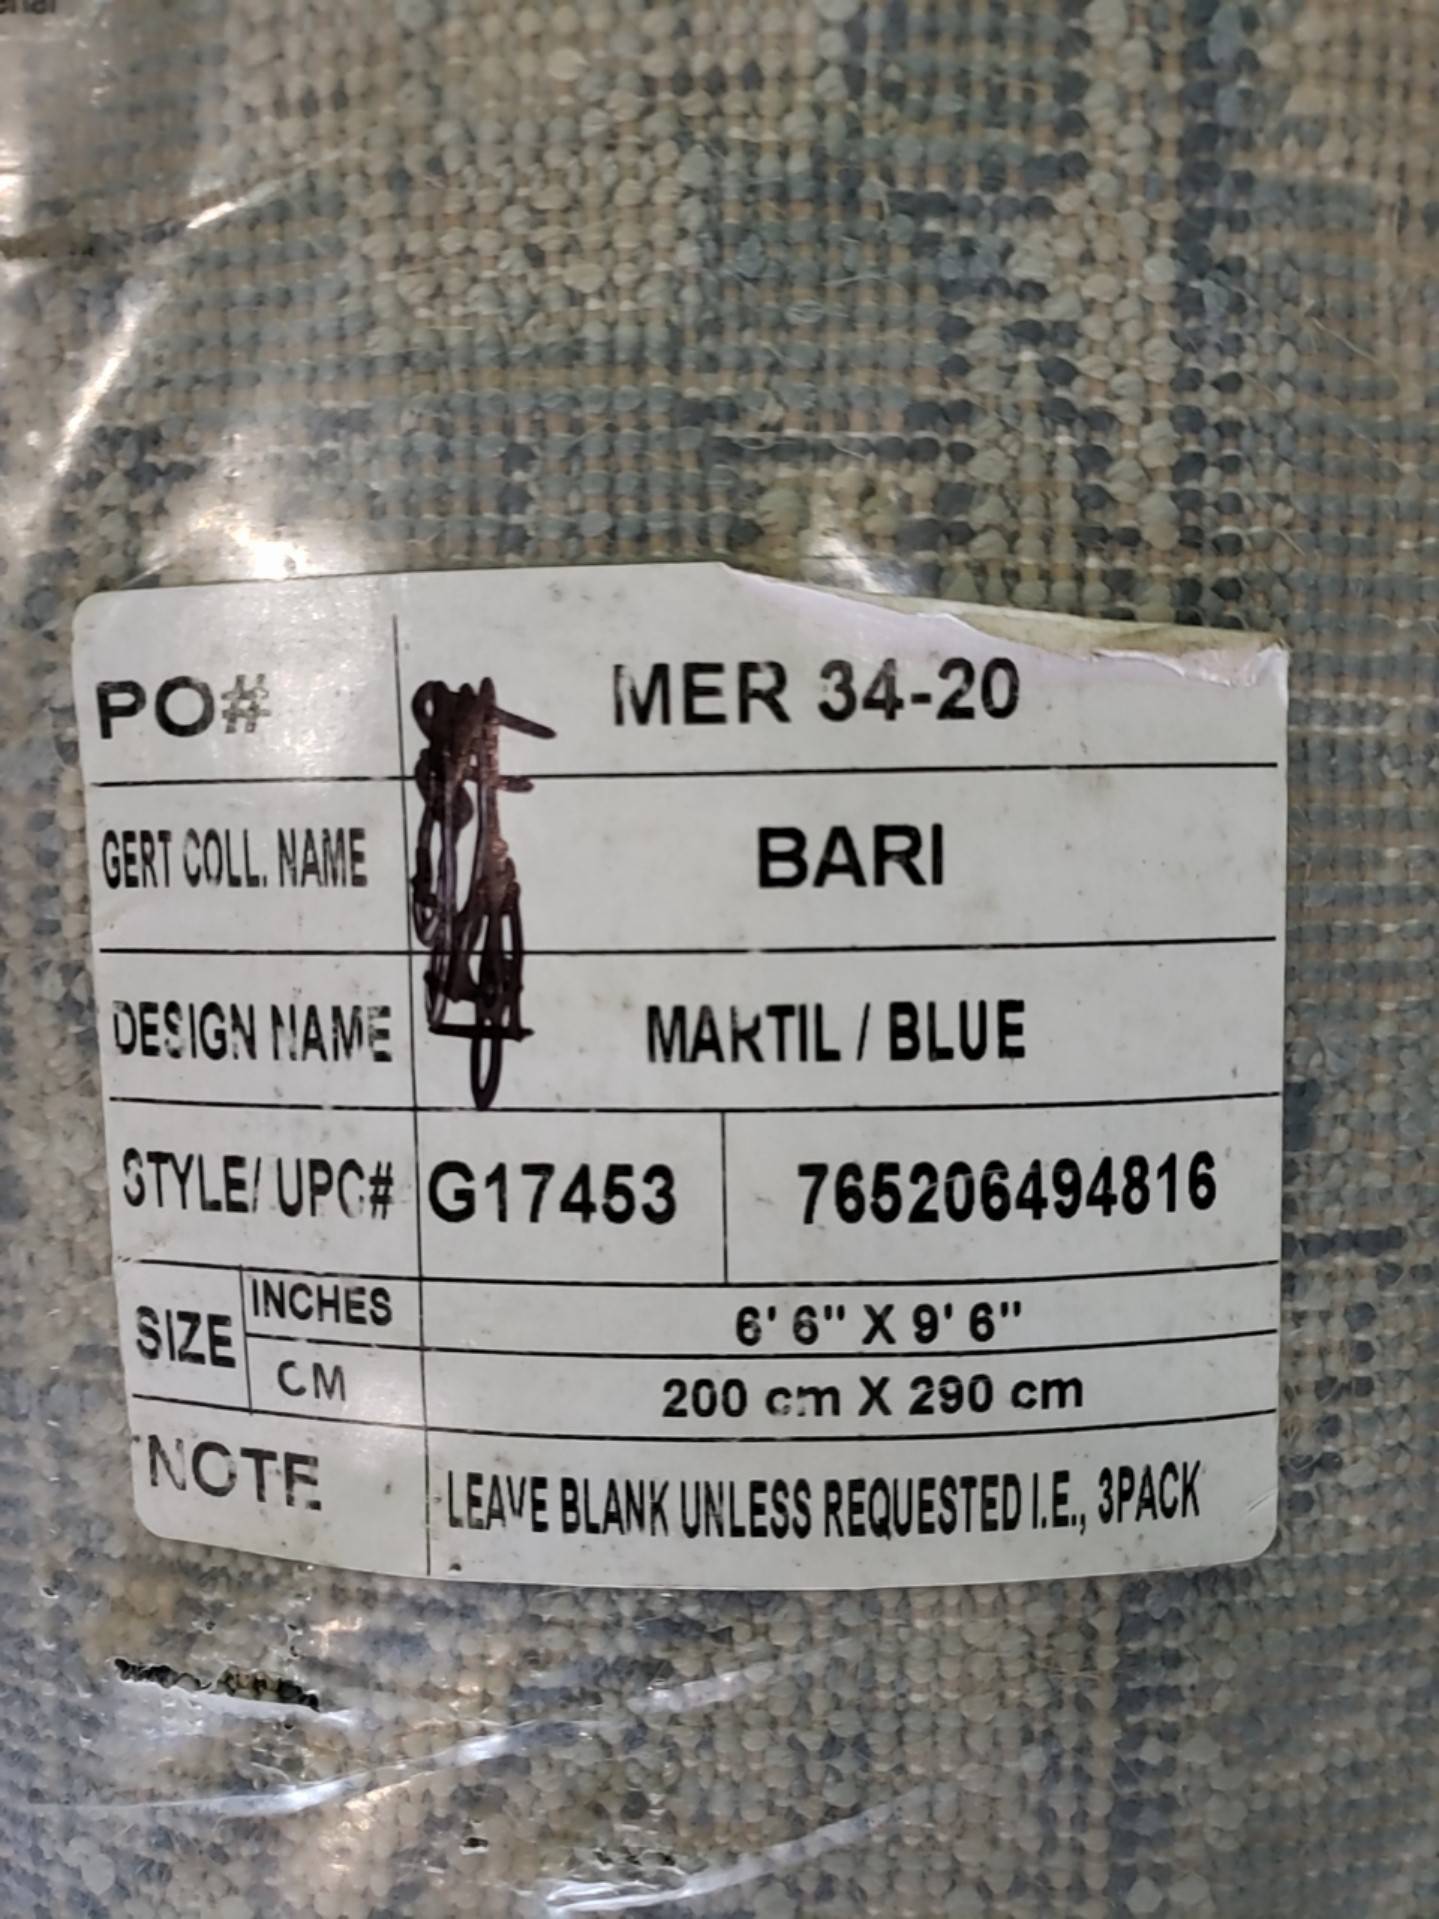 PO# MER 34-20
GERT COLL. NAME BARI
DESIGN NAME MARTIL / BLUE
STYLE/ UPC# G17453 765206494816
SIZE INCHES 6' 6" X 9' 6"
CM 200 cm X 290 cm
NOTE LEAVE BLANK UNLESS REQUESTED I.E., 3PACK